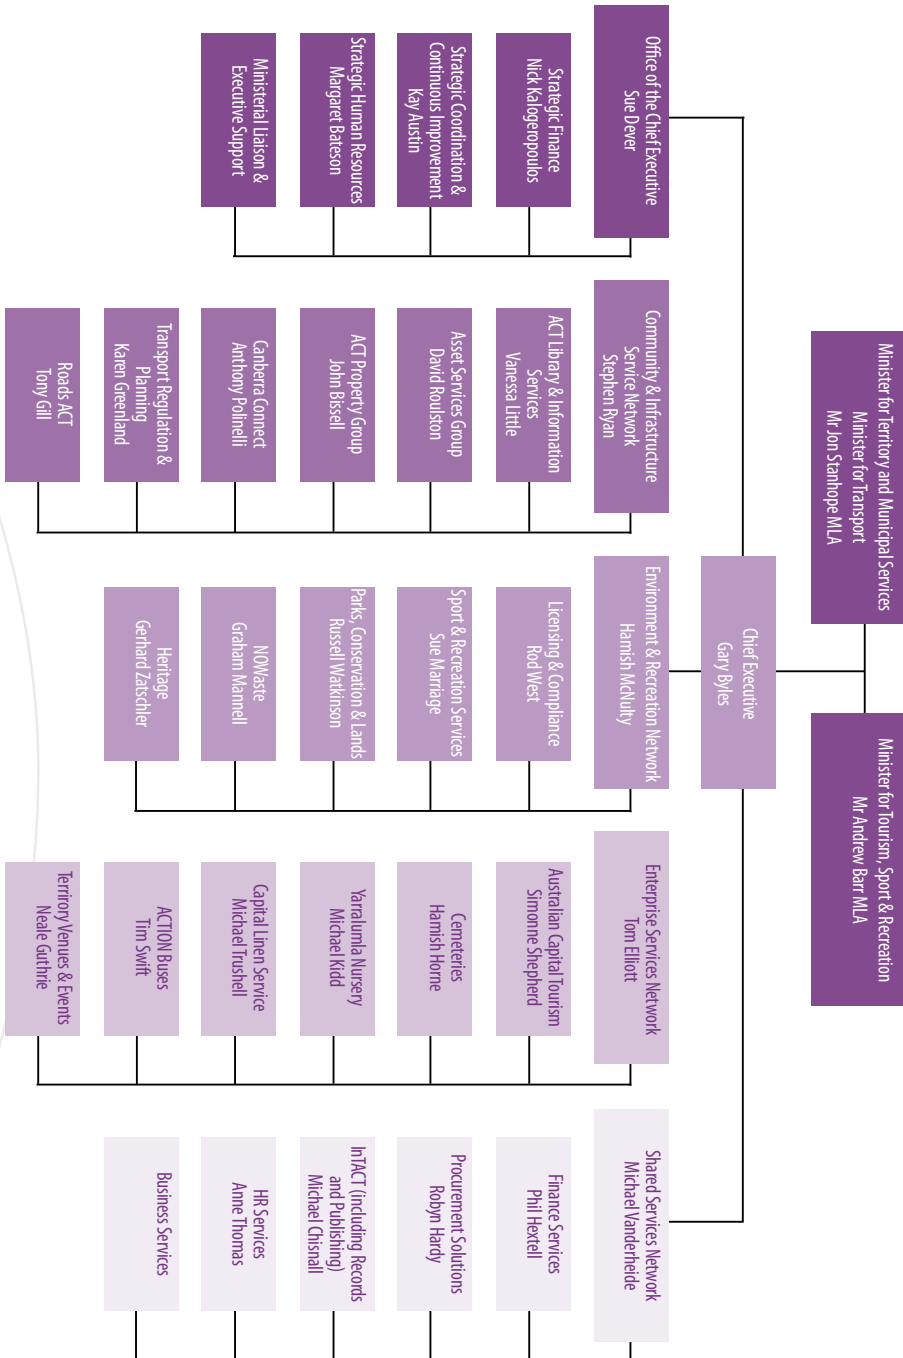 Minister for Territory and Municipal Services
Minister for Transport
Mr Jon Stanhope MLA
Minister for Tourism, Sport & Recreation
Mr Andrew Barr MLA
Chief Executive
Gary Byles
Office of the Chief Executive
Sue Dever
Strategic Finance
Nick Kalogeropoulos
Strategic Coordination &
Continuous Improvement
Kay Austin
Strategic Human Resources
Margaret Bateson
Ministerial Liaison &
Executive Support
Community & Infrastructure
Service Network
Stephen Ryan
ACT Library & Information
Services
Vanessa Little
Asset Services Group
David Roulston
ACT Property Group
John Bissell
Canberra Connect
Anthony Polinelli
Transport Regulation &
Planning
Karen Greenland
Roads ACT
Tony Gill
Environment & Recreation Network
Hamish McNulty
Licensing & Compliance
Rod West
Sport & Recreation Services
Sue Marriage
Parks, Conservation & Lands
Russell Watkinson
NOWaste
Graham Mannell
Heritage
Gerhard Zatschler
Enterprise Services Network
Tom Elliott
Australian Capital Tourism
Simonne Shepherd
Cemeteries
Hamish Horne
Yarralumla Nursery
Michael Kidd
Capital Linen Service
Michael Trushell
ACTION Buses
Tim Swift
Terrirory Venues & Events
Neale Guthrie
Shared Services Network
Michael Vanderheide
Finance Services
Phil Hextell
Procurement Solutions
Robyn Hardy
InTACT (including Records
and Publishing)
Michael Chisnall
HR Services
Anne Thomas
Business Services